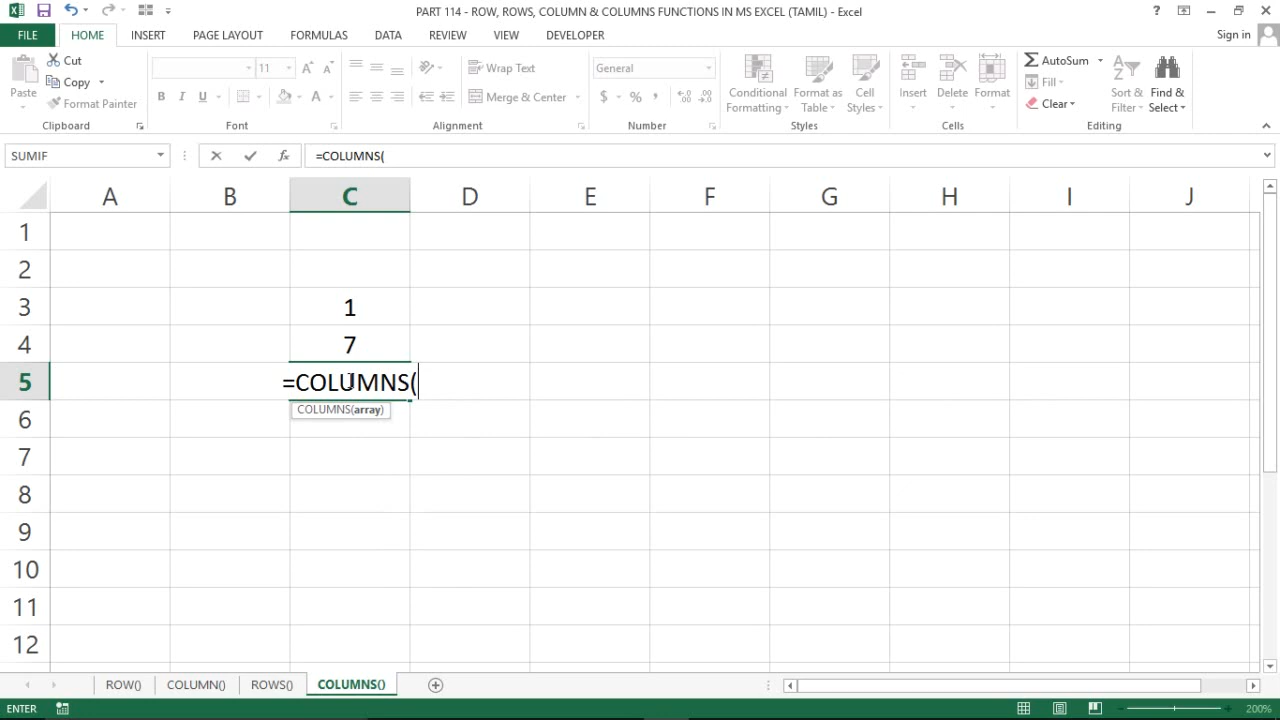 PART 114 - ROW, ROWS, COLUMN & COLUMNS FUNCTIONS IN MS EXCEL (TAMIL) - Excel
?
FILE HOME INSERT PAGE LAYOUT FORMULAS DATA REVIEW VIEW DEVELOPER Sign in
Paste
Cut
Copy
Format Painter
Clipboard
11 A A
B I U A
Font
Wrap Text
Merge & Center
Alignment
General
$ % ,
Number
Conditional Formatting
Format as Table
Cell Styles
Styles
Insert Delete Format
Cells
AutoSum
Fill
Clear
Sort & Filter
Find & Select
Editing
SUMIF fx =COLUMNS(
A B C D E F G H I J
1
2
3 1
4 7
5 =COLUMNS(
COLUMNS(array)
6
7
8
9
10
11
12
ROW() COLUMN() ROWS() COLUMNS()
ENTER 200%